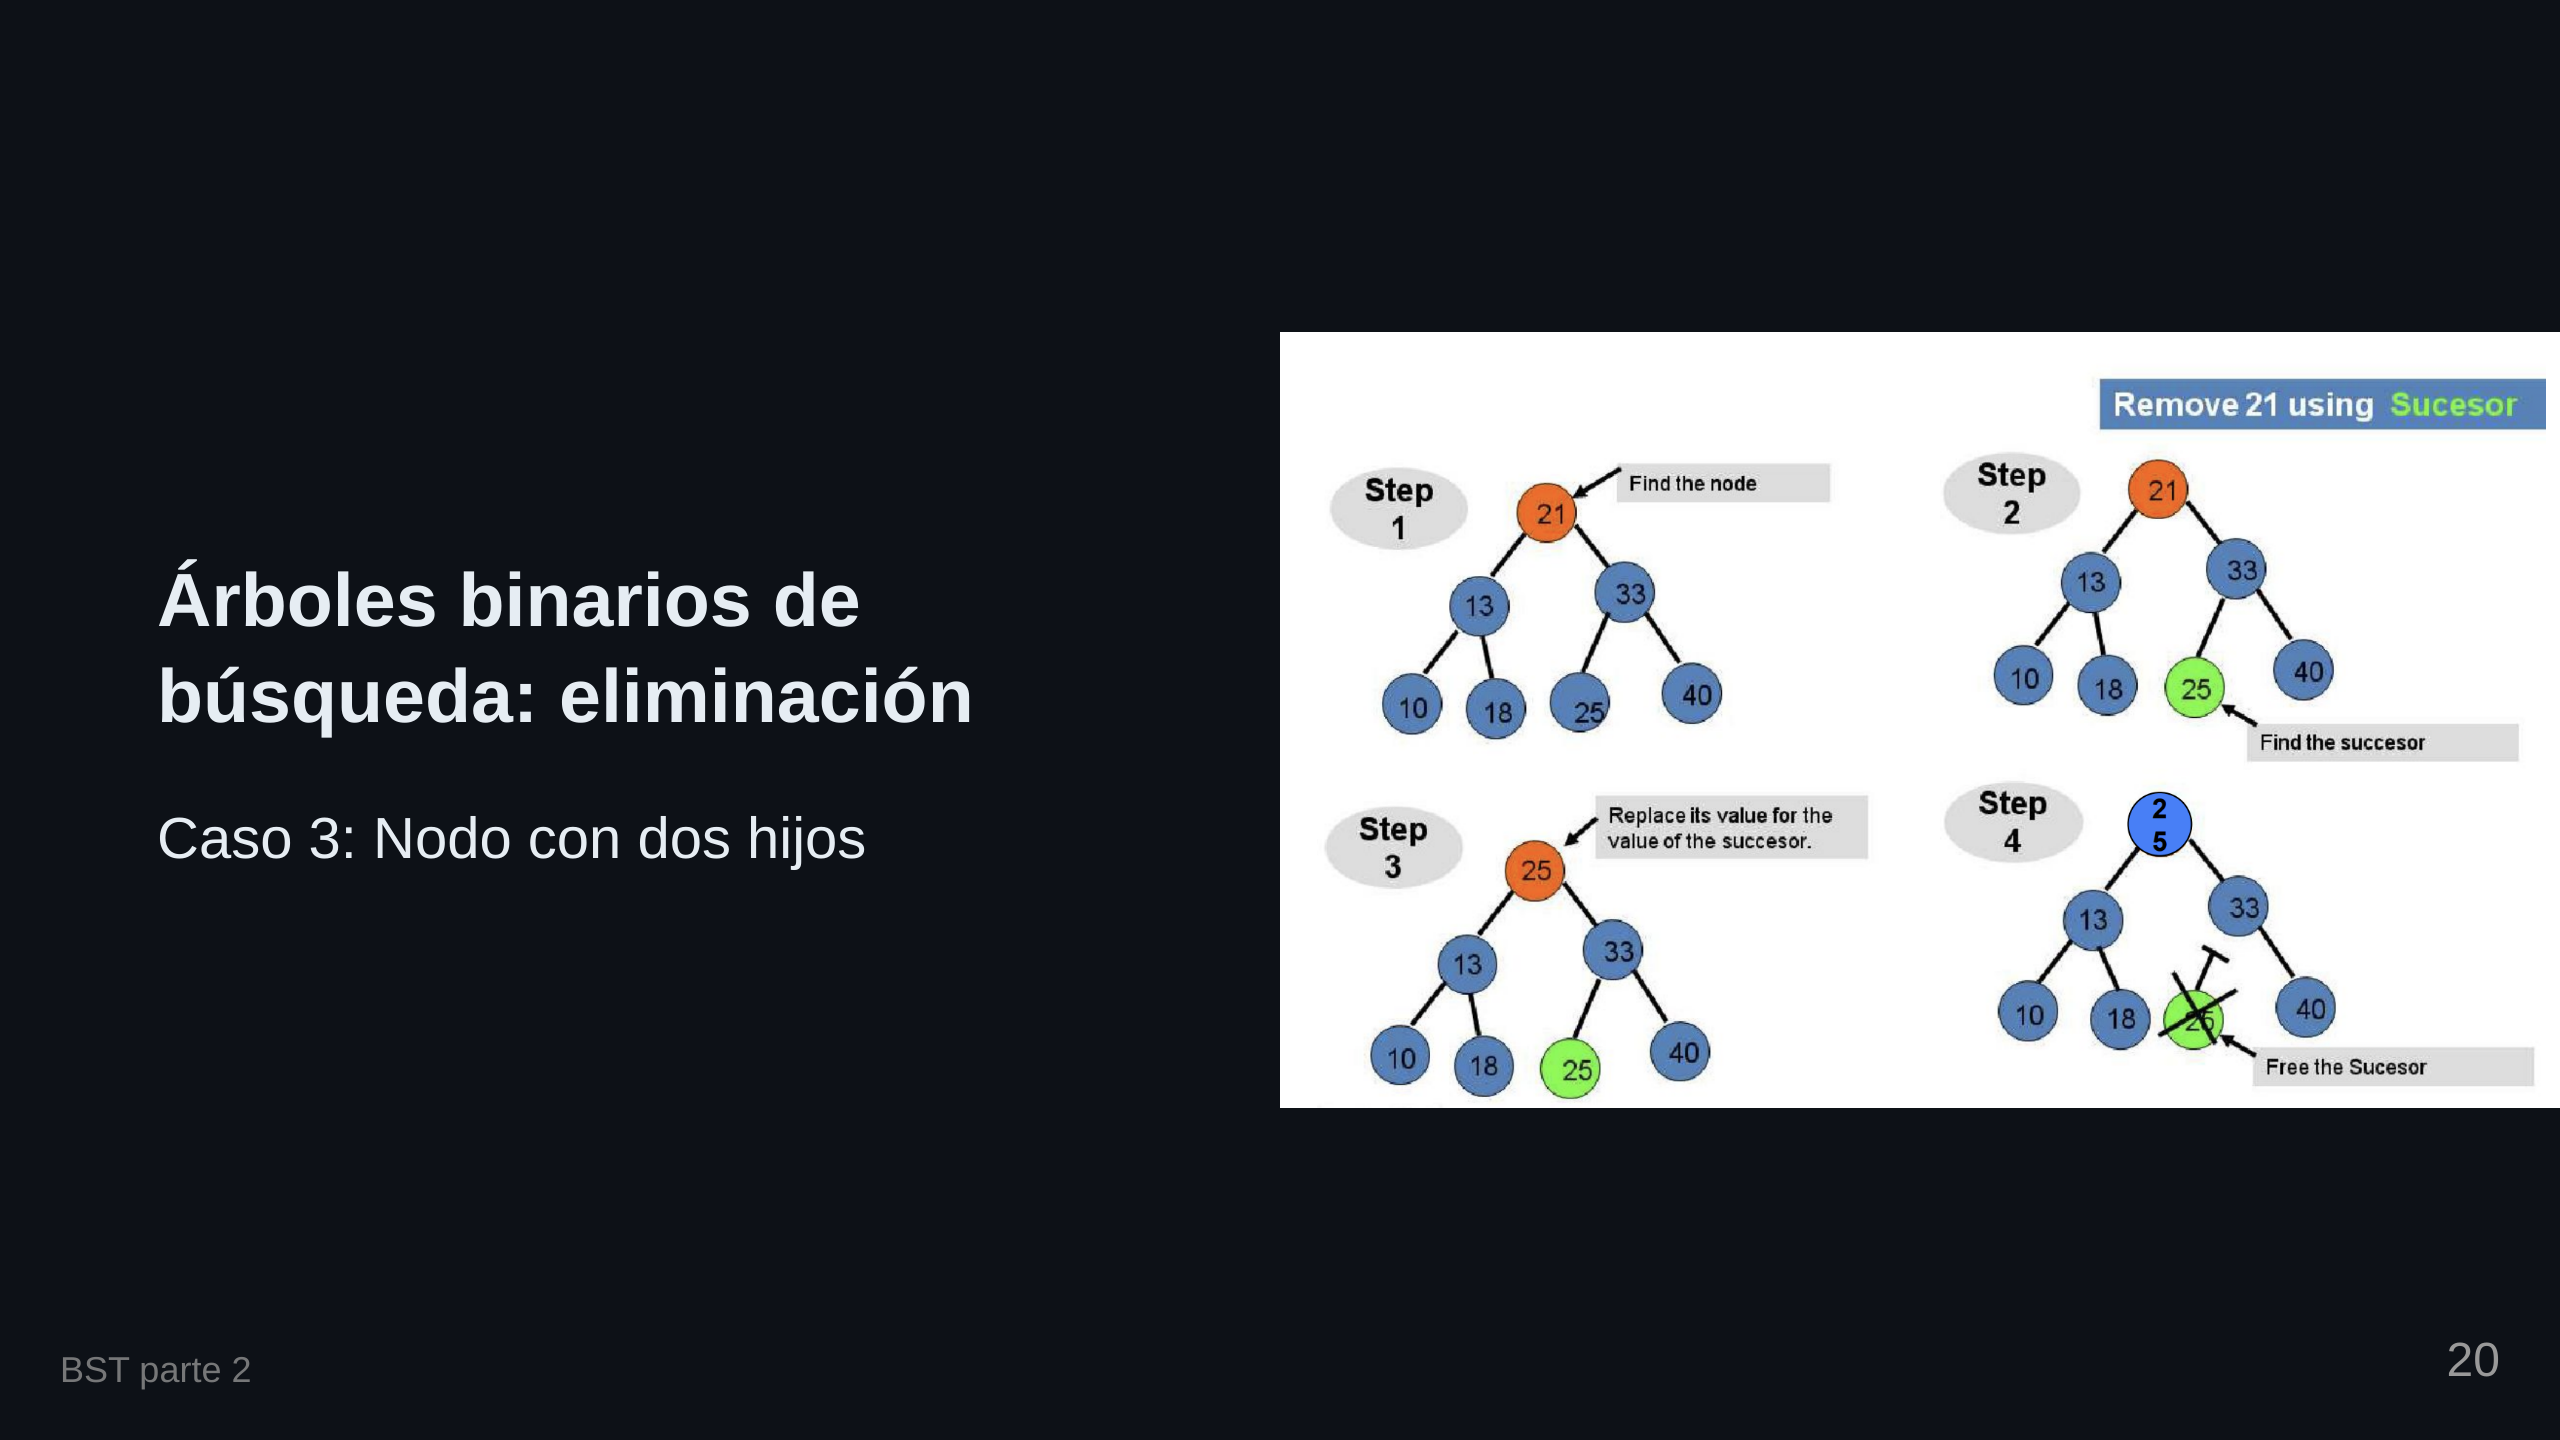 Árboles binarios de
búsqueda: eliminación
Caso 3: Nodo con dos hijos
Remove 21 using Sucesor
Step
1
Find the node
21
13
33
10
18
25
40
Step
2
21
13
33
10
18
25
40
Find the succesor
Step
3
Replace its value for the
value of the succesor.
25
13
33
10
18
25
40
Step
4
2
5
13
33
10
18
25
40
Free the Sucesor
BST parte 2
20